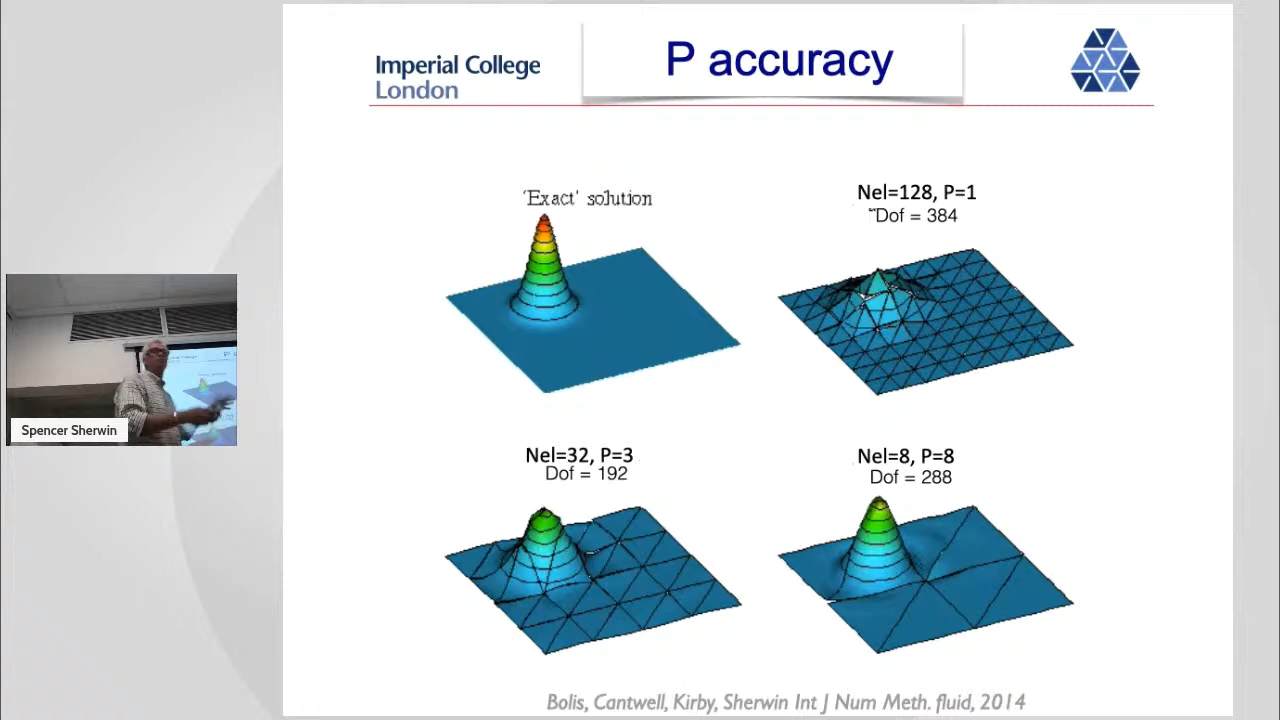 Imperial College
London
P accuracy
'Exact' solution
Nel=128, P=1
Dof = 384
Nel=32, P=3
Dof = 192
Nel=8, P=8
Dof = 288
Spencer Sherwin
Bolis, Cantwell, Kirby, Sherwin Int J Num Meth. fluid, 2014